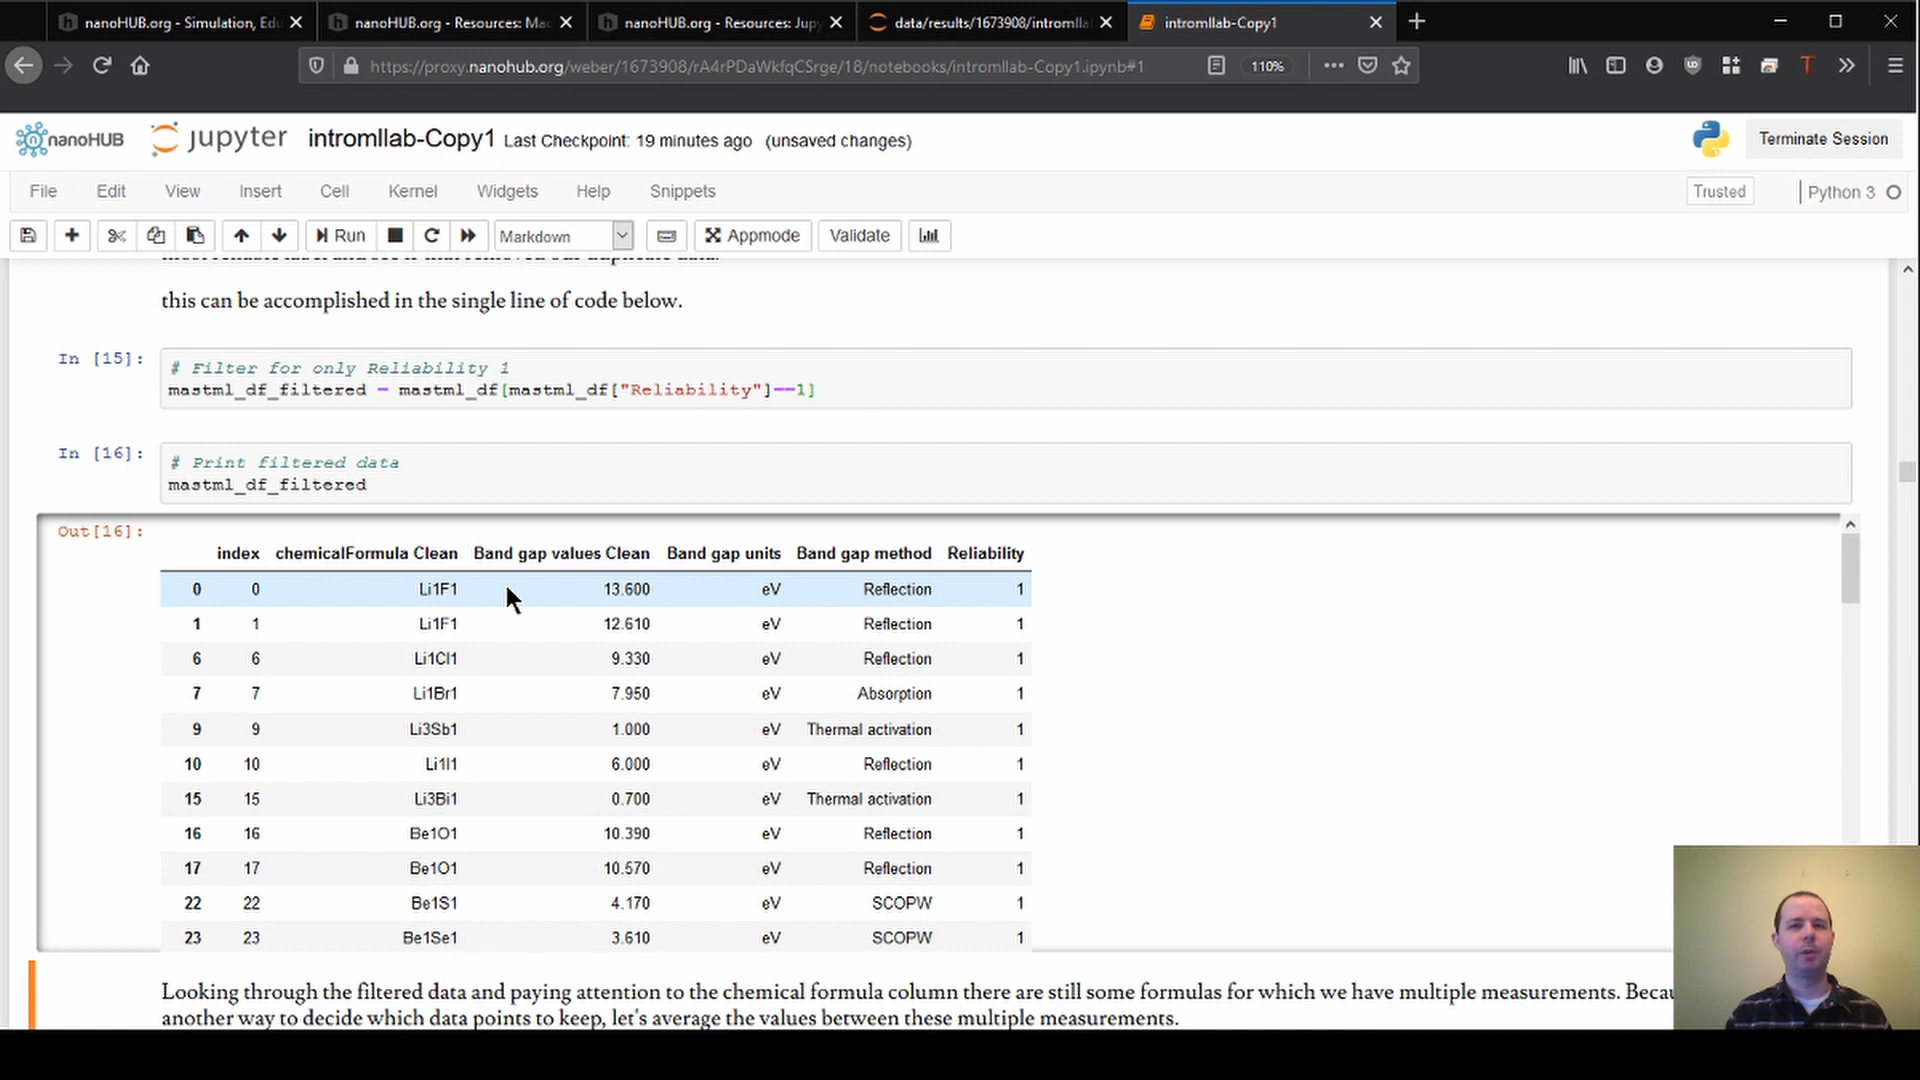 nanoHUB.org - Simulation, Edu
nanoHUB.org - Resources: Mac
nanoHUB.org - Resources: Jupy
data/results/1673908/intromllab
intromllab-Copy1
https://proxy.nanohub.org/weber/1673908/rA4rPDaWkfqCSrge/18/notebooks/intromllab-Copy1.ipynb#1
110%
nanoHUB
jupyter
intromllab-Copy1 Last Checkpoint: 19 minutes ago (unsaved changes)
Terminate Session
File Edit View Insert Cell Kernel Widgets Help Snippets
Trusted
Python 3
Run
Markdown
Appmode
Validate
this can be accomplished in the single line of code below.
In [15]:
# Filter for only Reliability 1
mastml_df_filtered = mastml_df[mastml_df["Reliability"]==1]
In [16]:
# Print filtered data
mastml_df_filtered
Out[16]:
index chemicalFormula Clean Band gap values Clean Band gap units Band gap method Reliability
0 0 Li1F1 13.600 eV Reflection 1
1 1 Li1F1 12.610 eV Reflection 1
6 6 Li1Cl1 9.330 eV Reflection 1
7 7 Li1Br1 7.950 eV Absorption 1
9 9 Li3Sb1 1.000 eV Thermal activation 1
10 10 Li1I1 6.000 eV Reflection 1
15 15 Li3Bi1 0.700 eV Thermal activation 1
16 16 Be1O1 10.390 eV Reflection 1
17 17 Be1O1 10.570 eV Reflection 1
22 22 Be1S1 4.170 eV SCOPW 1
23 23 Be1Se1 3.610 eV SCOPW 1
Looking through the filtered data and paying attention to the chemical formula column there are still some formulas for which we have multiple measurements. Becau
another way to decide which data points to keep, let's average the values between these multiple measurements.